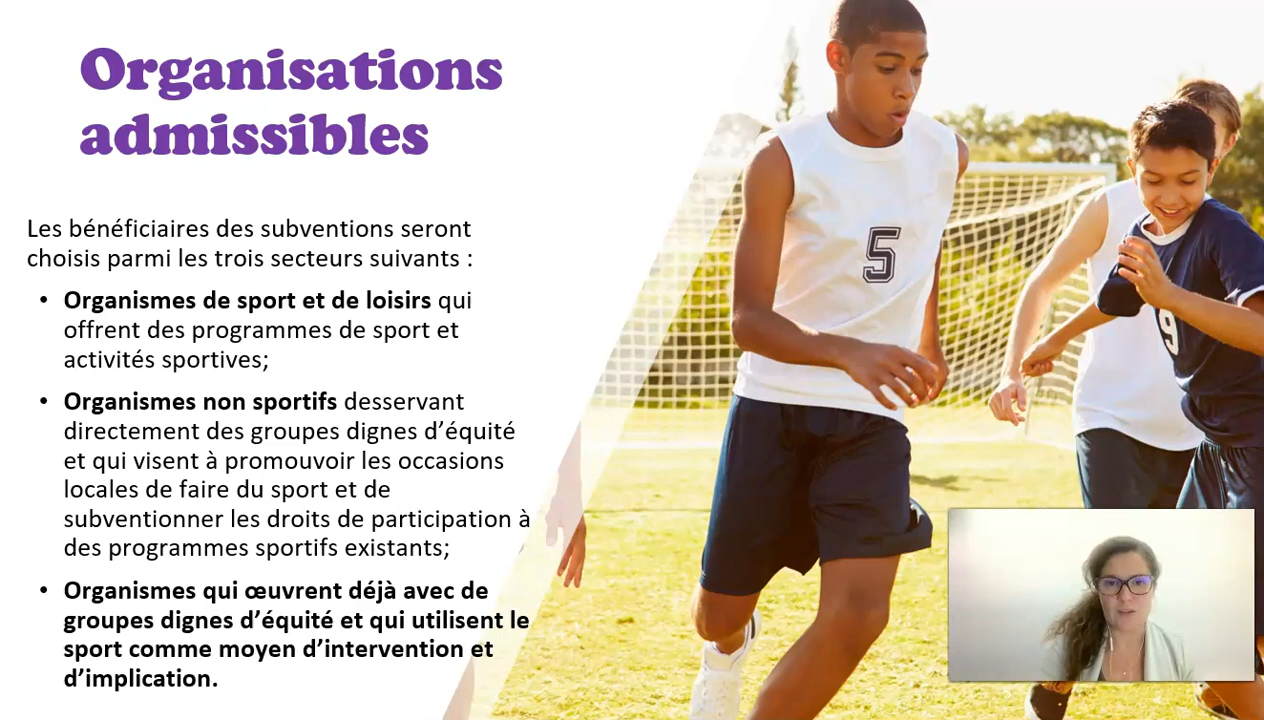 Organisations
admissibles
Les bénéficiaires des subventions seront
choisis parmi les trois secteurs suivants :
• Organismes de sport et de loisirs qui
offrent des programmes de sport et
activités sportives;
• Organismes non sportifs desservant
directement des groupes dignes d’équité
et qui visent à promouvoir les occasions
locales de faire du sport et de
subventionner les droits de participation à
des programmes sportifs existants;
• Organismes qui œuvrent déjà avec de
groupes dignes d’équité et qui utilisent le
sport comme moyen d’intervention et
d’implication.
5
9